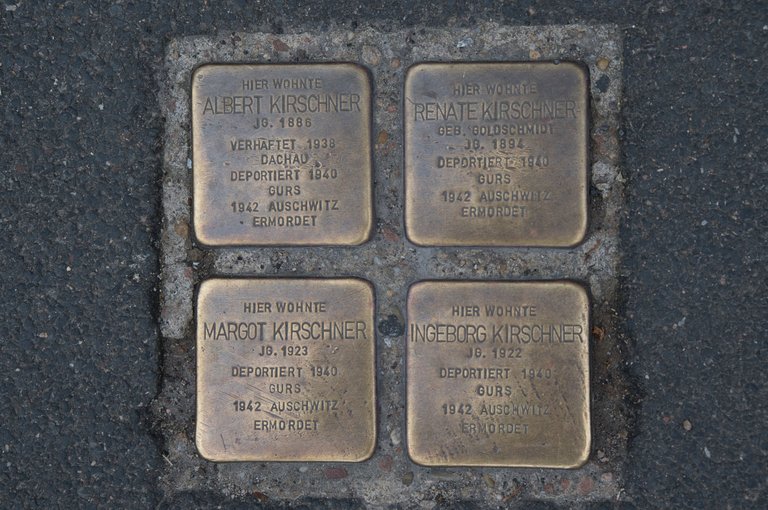 HIER WOHNTE
ALBERT KIRSCHNER
JG. 1886
VERHAFTET 1938
DACHAU
DEPORTIERT 1940
GURS
1942 AUSCHWITZ
ERMORDET
HIER WOHNTE
RENATE KIRSCHNER
GEB. GOLDSCHMIDT
JG. 1894
DEPORTIERT 1940
GURS
1942 AUSCHWITZ
ERMORDET
HIER WOHNTE
MARGOT KIRSCHNER
JG. 1923
DEPORTIERT 1940
GURS
1942 AUSCHWITZ
ERMORDET
HIER WOHNTE
INGEBORG KIRSCHNER
JG. 1922
DEPORTIERT 1940
GURS
1942 AUSCHWITZ
ERMORDET